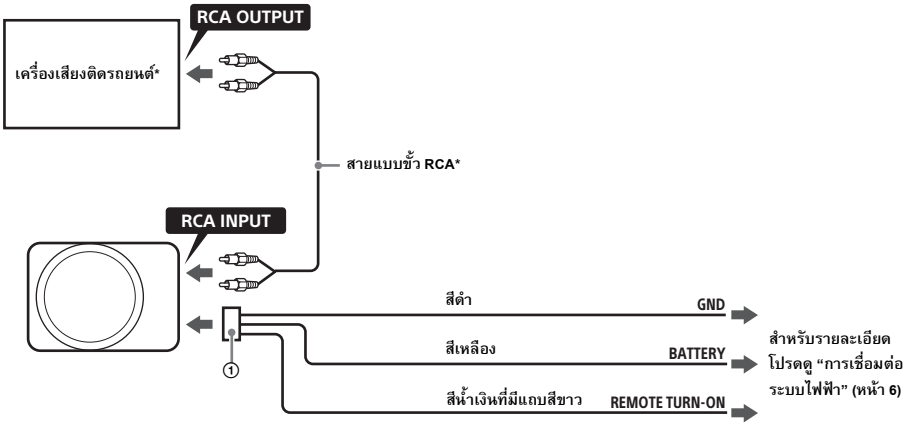 RCA OUTPUT
เครื่องเสียงติดรถยนต์*
สายแบบขั้ว RCA*
RCA INPUT
สีดำ
GND
สีเหลือง
BATTERY
สีน้ำเงินที่มีแถบสีขาว
REMOTE TURN-ON
①
สำหรับรายละเอียด
โปรดดู “การเชื่อมต่อ
ระบบไฟฟ้า” (หน้า 6)